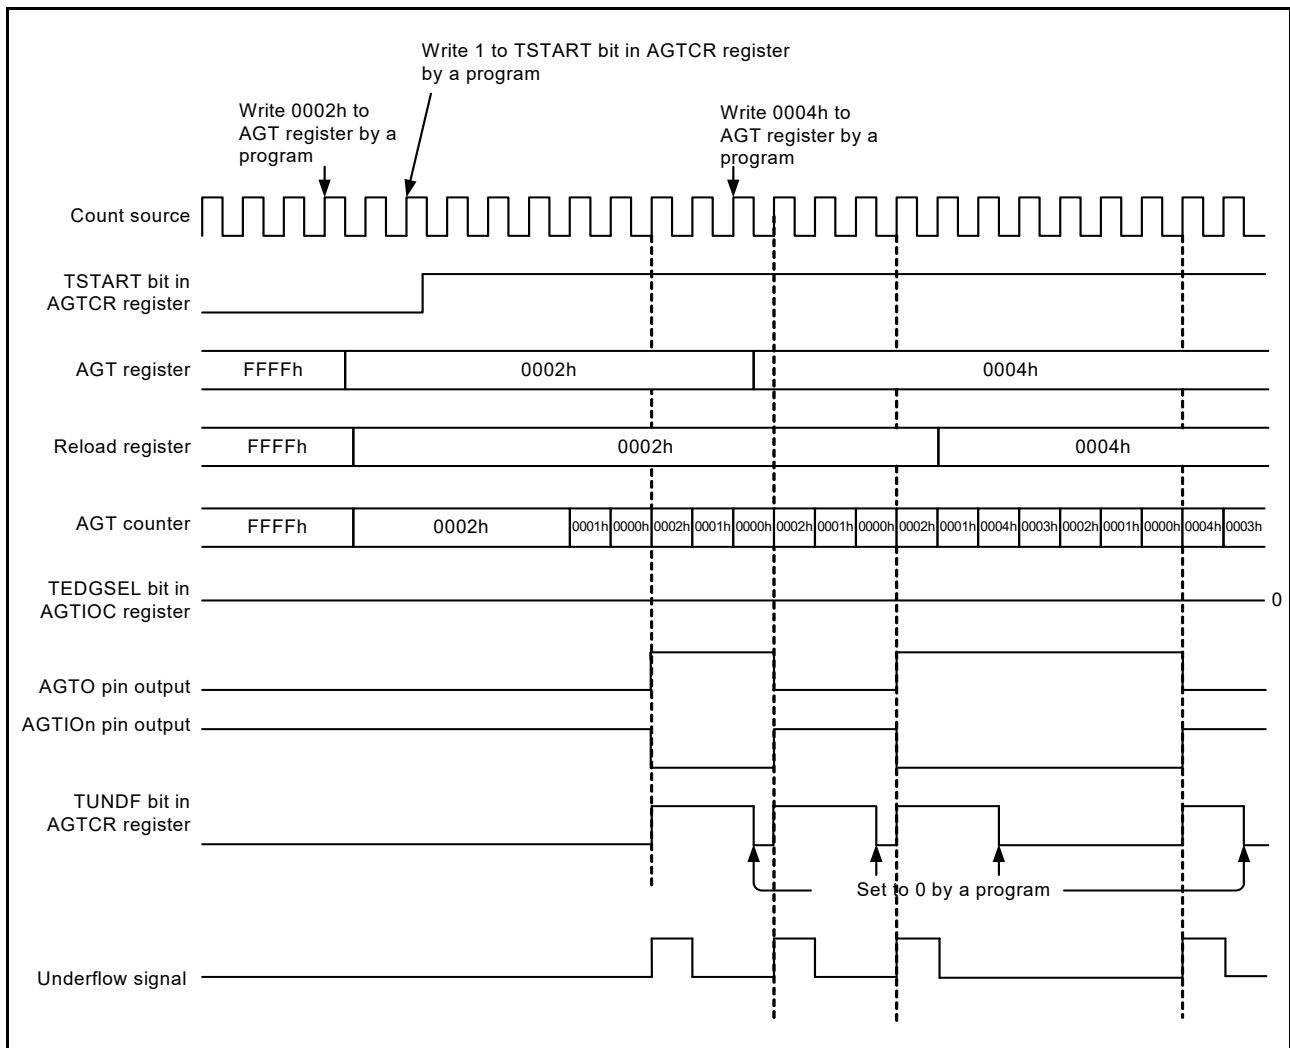 Write 1 to TSTART bit in AGTCR register
by a program
Write 0002h to
AGT register by a
program
Write 0004h to
AGT register by a
program
Count source
TSTART bit in
AGTCR register
AGT register
FFFFh
0002h
0004h
Reload register
FFFFh
0002h
0004h
AGT counter
FFFFh
0002h
0001h
0000h
0002h
0001h
0000h
0002h
0001h
0000h
0002h
0001h
0004h
0003h
0002h
0001h
0000h
0004h
0003h
TEDGSEL bit in
AGTIOC register
0
AGTO pin output
AGTIOn pin output
TUNDF bit in
AGTCR register
Set to 0 by a program
Underflow signal